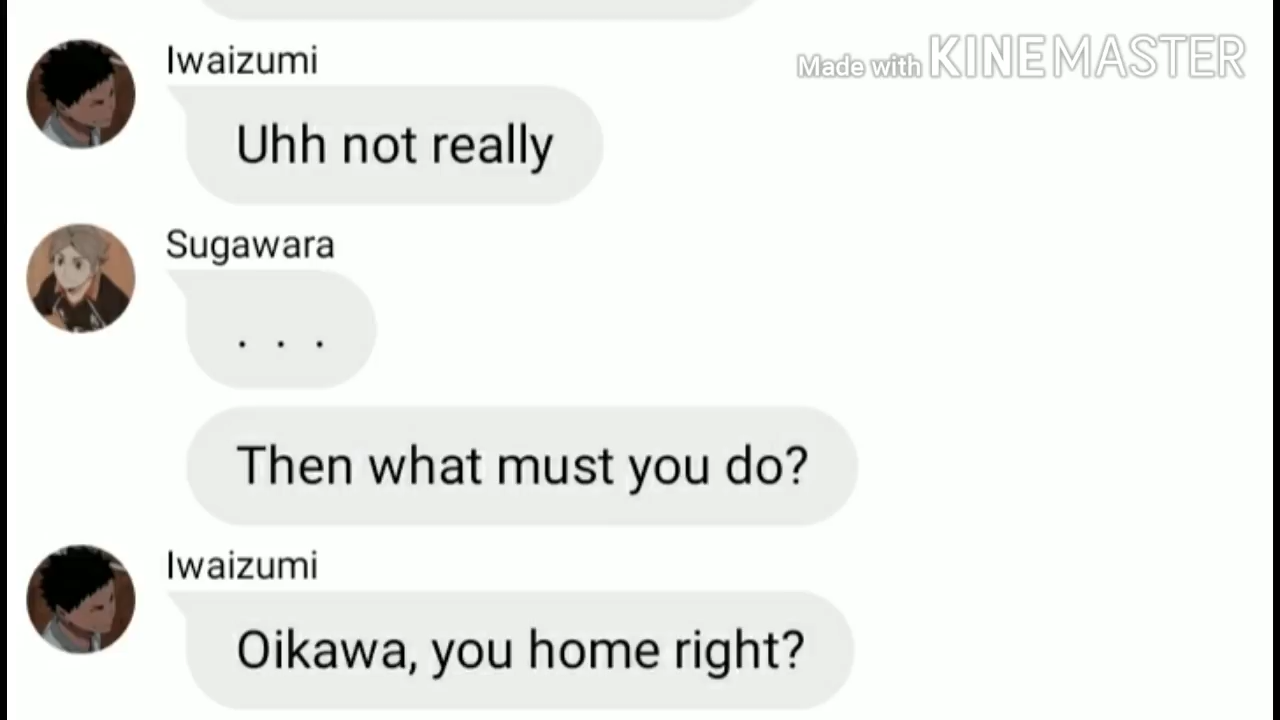 Iwaizumi
Made with KINEMASTER
Uhh not really
Sugawara
. . .
Then what must you do?
Iwaizumi
Oikawa, you home right?